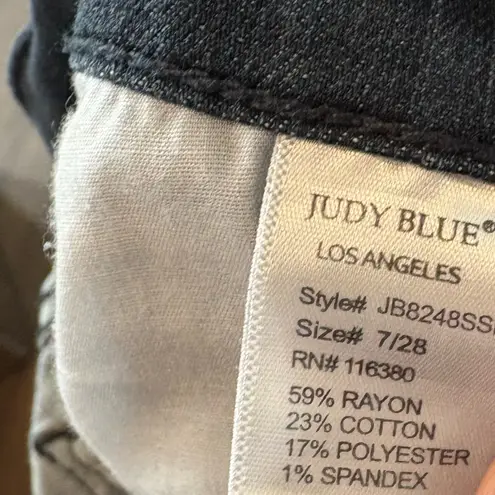 JUDY BLUE®
LOS ANGELES
Style# JB8248SS
Size# 7/28
RN# 116380
59% RAYON
23% COTTON
17% POLYESTER
1% SPANDEX